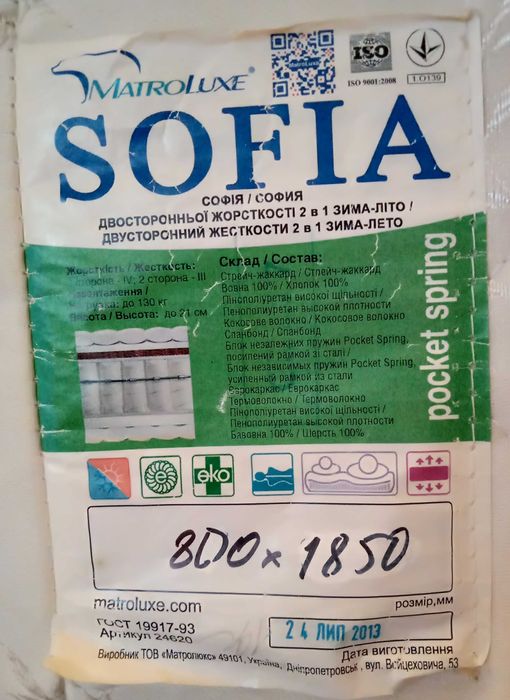 MATROLUXE®
MatroLuxe
ISO
ISO 9001:2008
1.О139
SOFIA
СОФІЯ / СОФИЯ
ДВОСТОРОННЬОЇ ЖОРСТКОСТІ 2 в 1 ЗИМА-ЛІТО /
ДВУСТОРОННИЙ ЖЕСТКОСТИ 2 в 1 ЗИМА-ЛЕТО
Жорсткість / Жесткость:
сторона - IV; 2 сторона - III
до 130 кг
Висота / Высота: до 21 см
Склад / Состав:
Стрейч-жаккард / Стрейч-жаккард
Вовна 100% / Хлопок 100%
Пінополіуретан високої щільності /
Пенополиуретан высокой плотности
Кокосове волокно / Кокосовое волокно
Спанбонд / Спанбонд
Блок незалежних пружин Pocket Spring,
посилений рамкой зі сталі /
Блок независимых пружин Pocket Spring,
усиленный рамкой из стали
Єврокаркас / Еврокаркас
Термоволокно / Термоволокно
Пінополіуретан високої щільності /
Пенополиуретан высокой плотности
Бавовна 100% / Шерсть 100%
pocket spring
eko
800 x 1850
matroluxe.com
розмір,мм
ГОСТ 19917-93
Артикул 24620
24 ЛИП 2013
Дата виготовлення
Виробник ТОВ «Матролюкс» 49101, Україна, Дніпропетровськ, вул. Войцеховича, 53